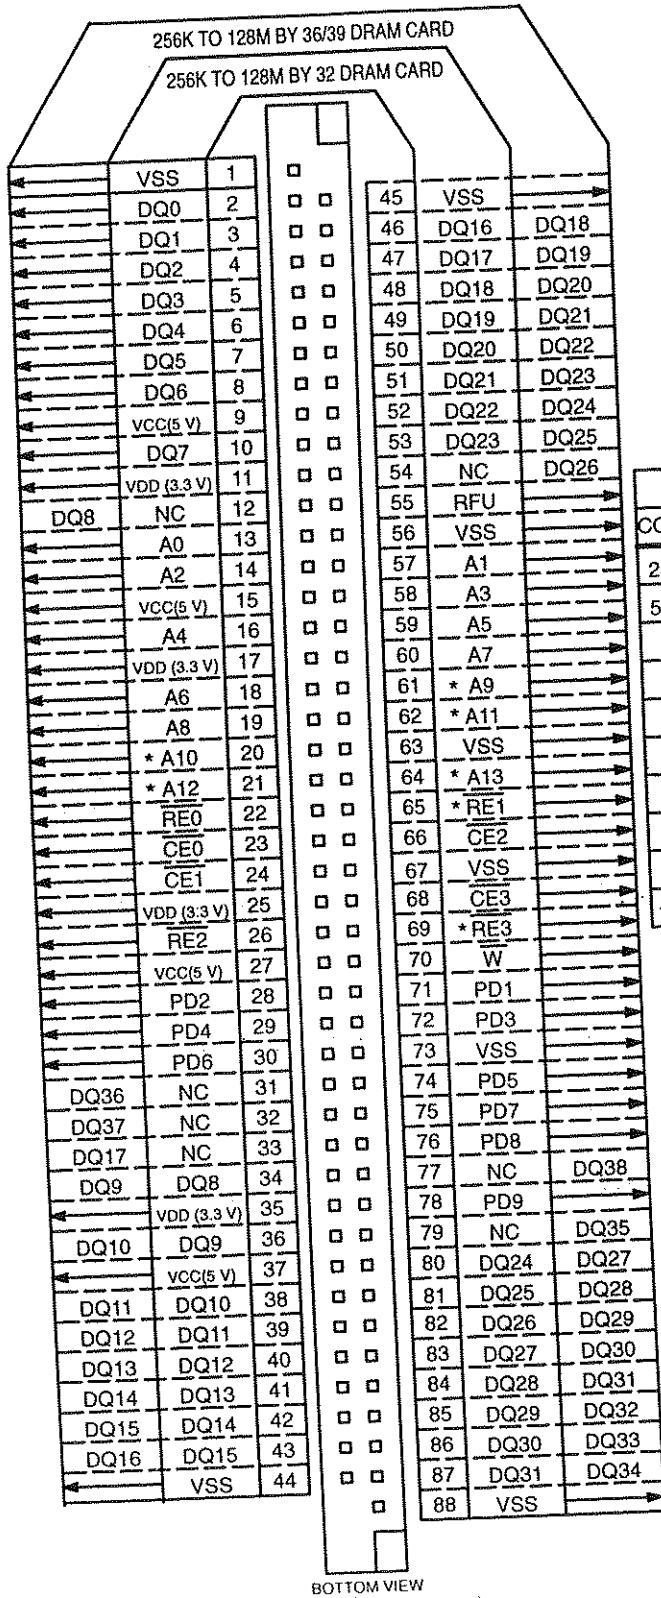 256K TO 128M BY 36/39 DRAM CARD
256K TO 128M BY 32 DRAM CARD
VSS 1
DQ0 2
DQ1 3
DQ2 4
DQ3 5
DQ4 6
DQ5 7
DQ6 8
VCC(5 V) 9
DQ7 10
VDD (3.3 V) 11
DQ8 NC 12
A0 13
A2 14
VCC(5 V) 15
A4 16
VDD (3.3 V) 17
A6 18
A8 19
* A10 20
* A12 21
RE0 22
CE0 23
CE1 24
VDD (3.3 V) 25
RE2 26
VCC(5 V) 27
PD2 28
PD4 29
PD6 30
DQ36 NC 31
DQ37 NC 32
DQ17 NC 33
DQ9 DQ8 34
VDD (3.3 V) 35
DQ10 DQ9 36
VCC(5 V) 37
DQ11 DQ10 38
DQ12 DQ11 39
DQ13 DQ12 40
DQ14 DQ13 41
DQ15 DQ14 42
DQ16 DQ15 43
VSS 44
45 VSS
46 DQ16 DQ18
47 DQ17 DQ19
48 DQ18 DQ20
49 DQ19 DQ21
50 DQ20 DQ22
51 DQ21 DQ23
52 DQ22 DQ24
53 DQ23 DQ25
54 NC DQ26
55 RFU
56 VSS
57 A1
58 A3
59 A5
60 A7
61 * A9
62 * A11
63 VSS
64 * A13
65 * RE1
66 CE2
67 VSS
68 CE3
69 * RE3
70 W
71 PD1
72 PD3
73 VSS
74 PD5
75 PD7
76 PD8
77 NC DQ38
78 PD9
79 NC DQ35
80 DQ24 DQ27
81 DQ25 DQ28
82 DQ26 DQ29
83 DQ27 DQ30
84 DQ28 DQ31
85 DQ29 DQ32
86 DQ30 DQ33
87 DQ31 DQ34
88 VSS
BOTTOM VIEW